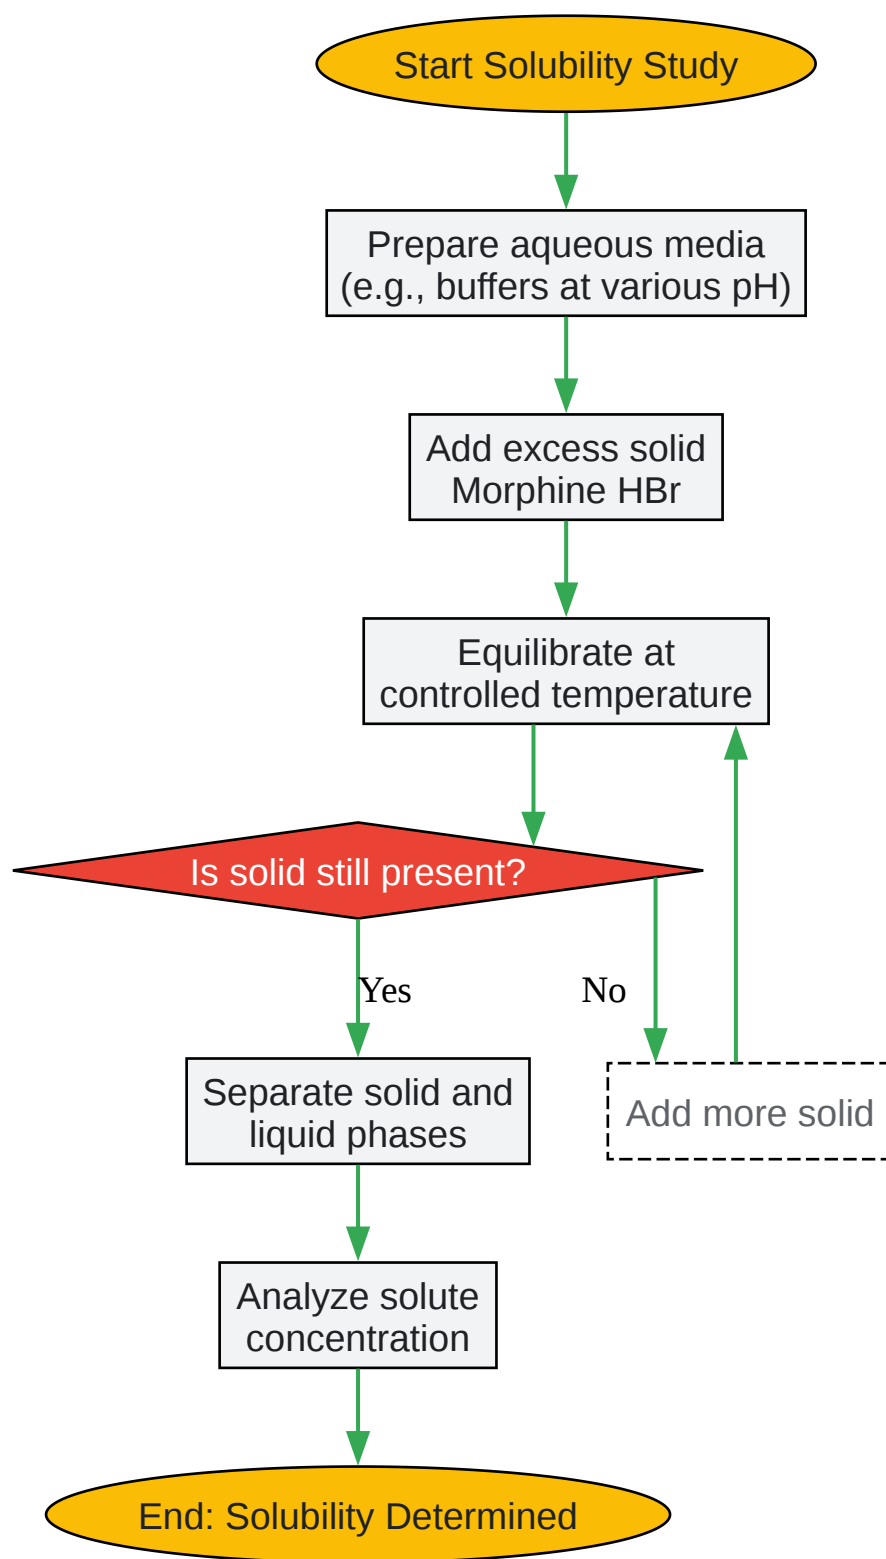 Start Solubility Study
Prepare aqueous media
(e.g., buffers at various pH)
Add excess solid
Morphine HBr
Equilibrate at
controlled temperature
Is solid still present?
Yes
No
Separate solid and
liquid phases
Add more solid
Analyze solute
concentration
End: Solubility Determined